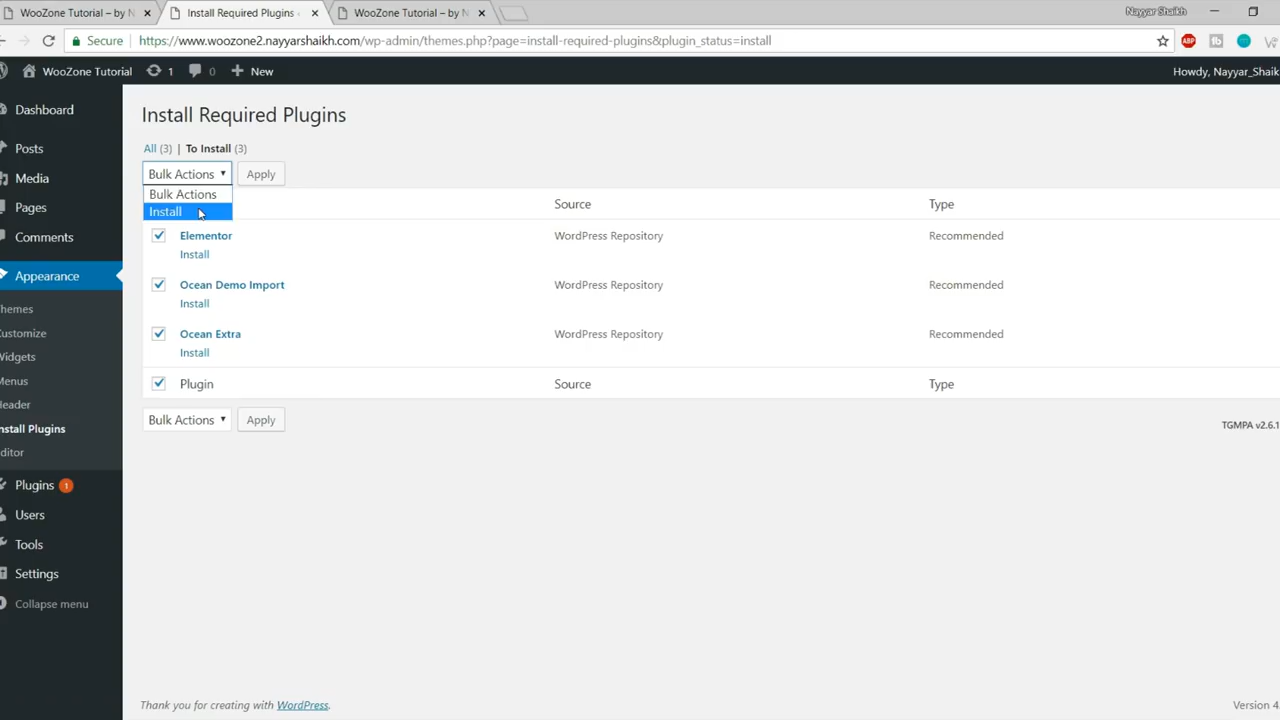 WooZone Tutorial – by N
Install Required Plugins
WooZone Tutorial – by N
Nayyar Shaikh
Secure
https://www.woozone2.nayyarshaikh.com/wp-admin/themes.php?page=install-required-plugins&plugin_status=install
ABP
WooZone Tutorial
1
0
New
Howdy, Nayyar_Shaik
Dashboard
Posts
Media
Pages
Comments
Appearance
hemes
ustomize
Widgets
Menus
eader
nstall Plugins
ditor
Plugins 1
Users
Tools
Settings
Collapse menu
Install Required Plugins
All (3) | To Install (3)
Bulk Actions
Apply
Bulk Actions
Install
Source
Type
Elementor
WordPress Repository
Recommended
Install
Ocean Demo Import
WordPress Repository
Recommended
Install
Ocean Extra
WordPress Repository
Recommended
Install
Plugin
Source
Type
Bulk Actions
Apply
TGMPA v2.6.1
Thank you for creating with WordPress.
Version 4.